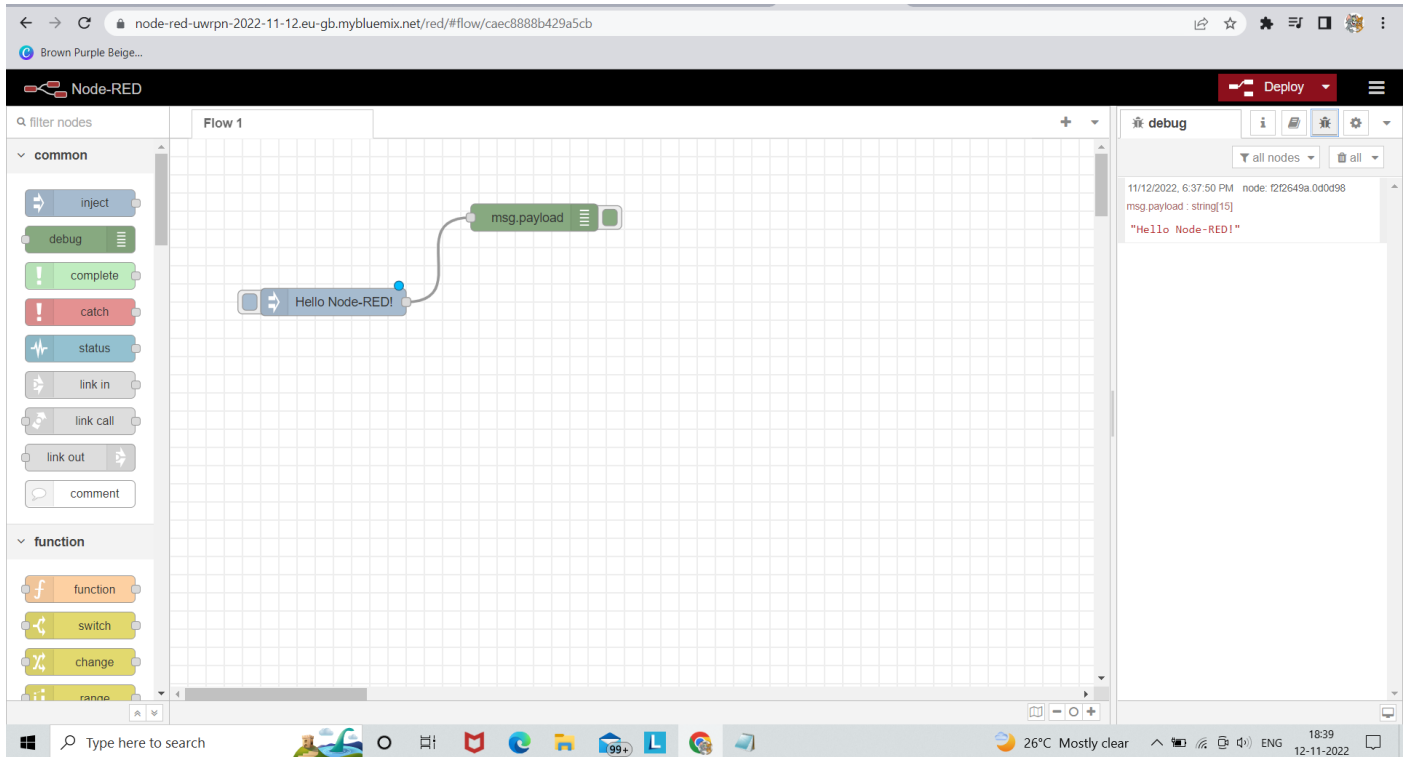 node-red-uwrpn-2022-11-12.eu-gb.mybluemix.net/red/#flow/caec8888b429a5cb
Brown Purple Beige...
Node-RED
Deploy
filter nodes
Flow 1
debug
i
common
all nodes
all
inject
debug
complete
catch
status
link in
link call
link out
comment
function
function
switch
change
range
msg.payload
Hello Node-RED!
11/12/2022, 6:37:50 PM node: f2f2649a.0d0d98
msg.payload : string[15]
"Hello Node-RED!"
Type here to search
99+
L
26°C Mostly clear
ENG
18:39
12-11-2022